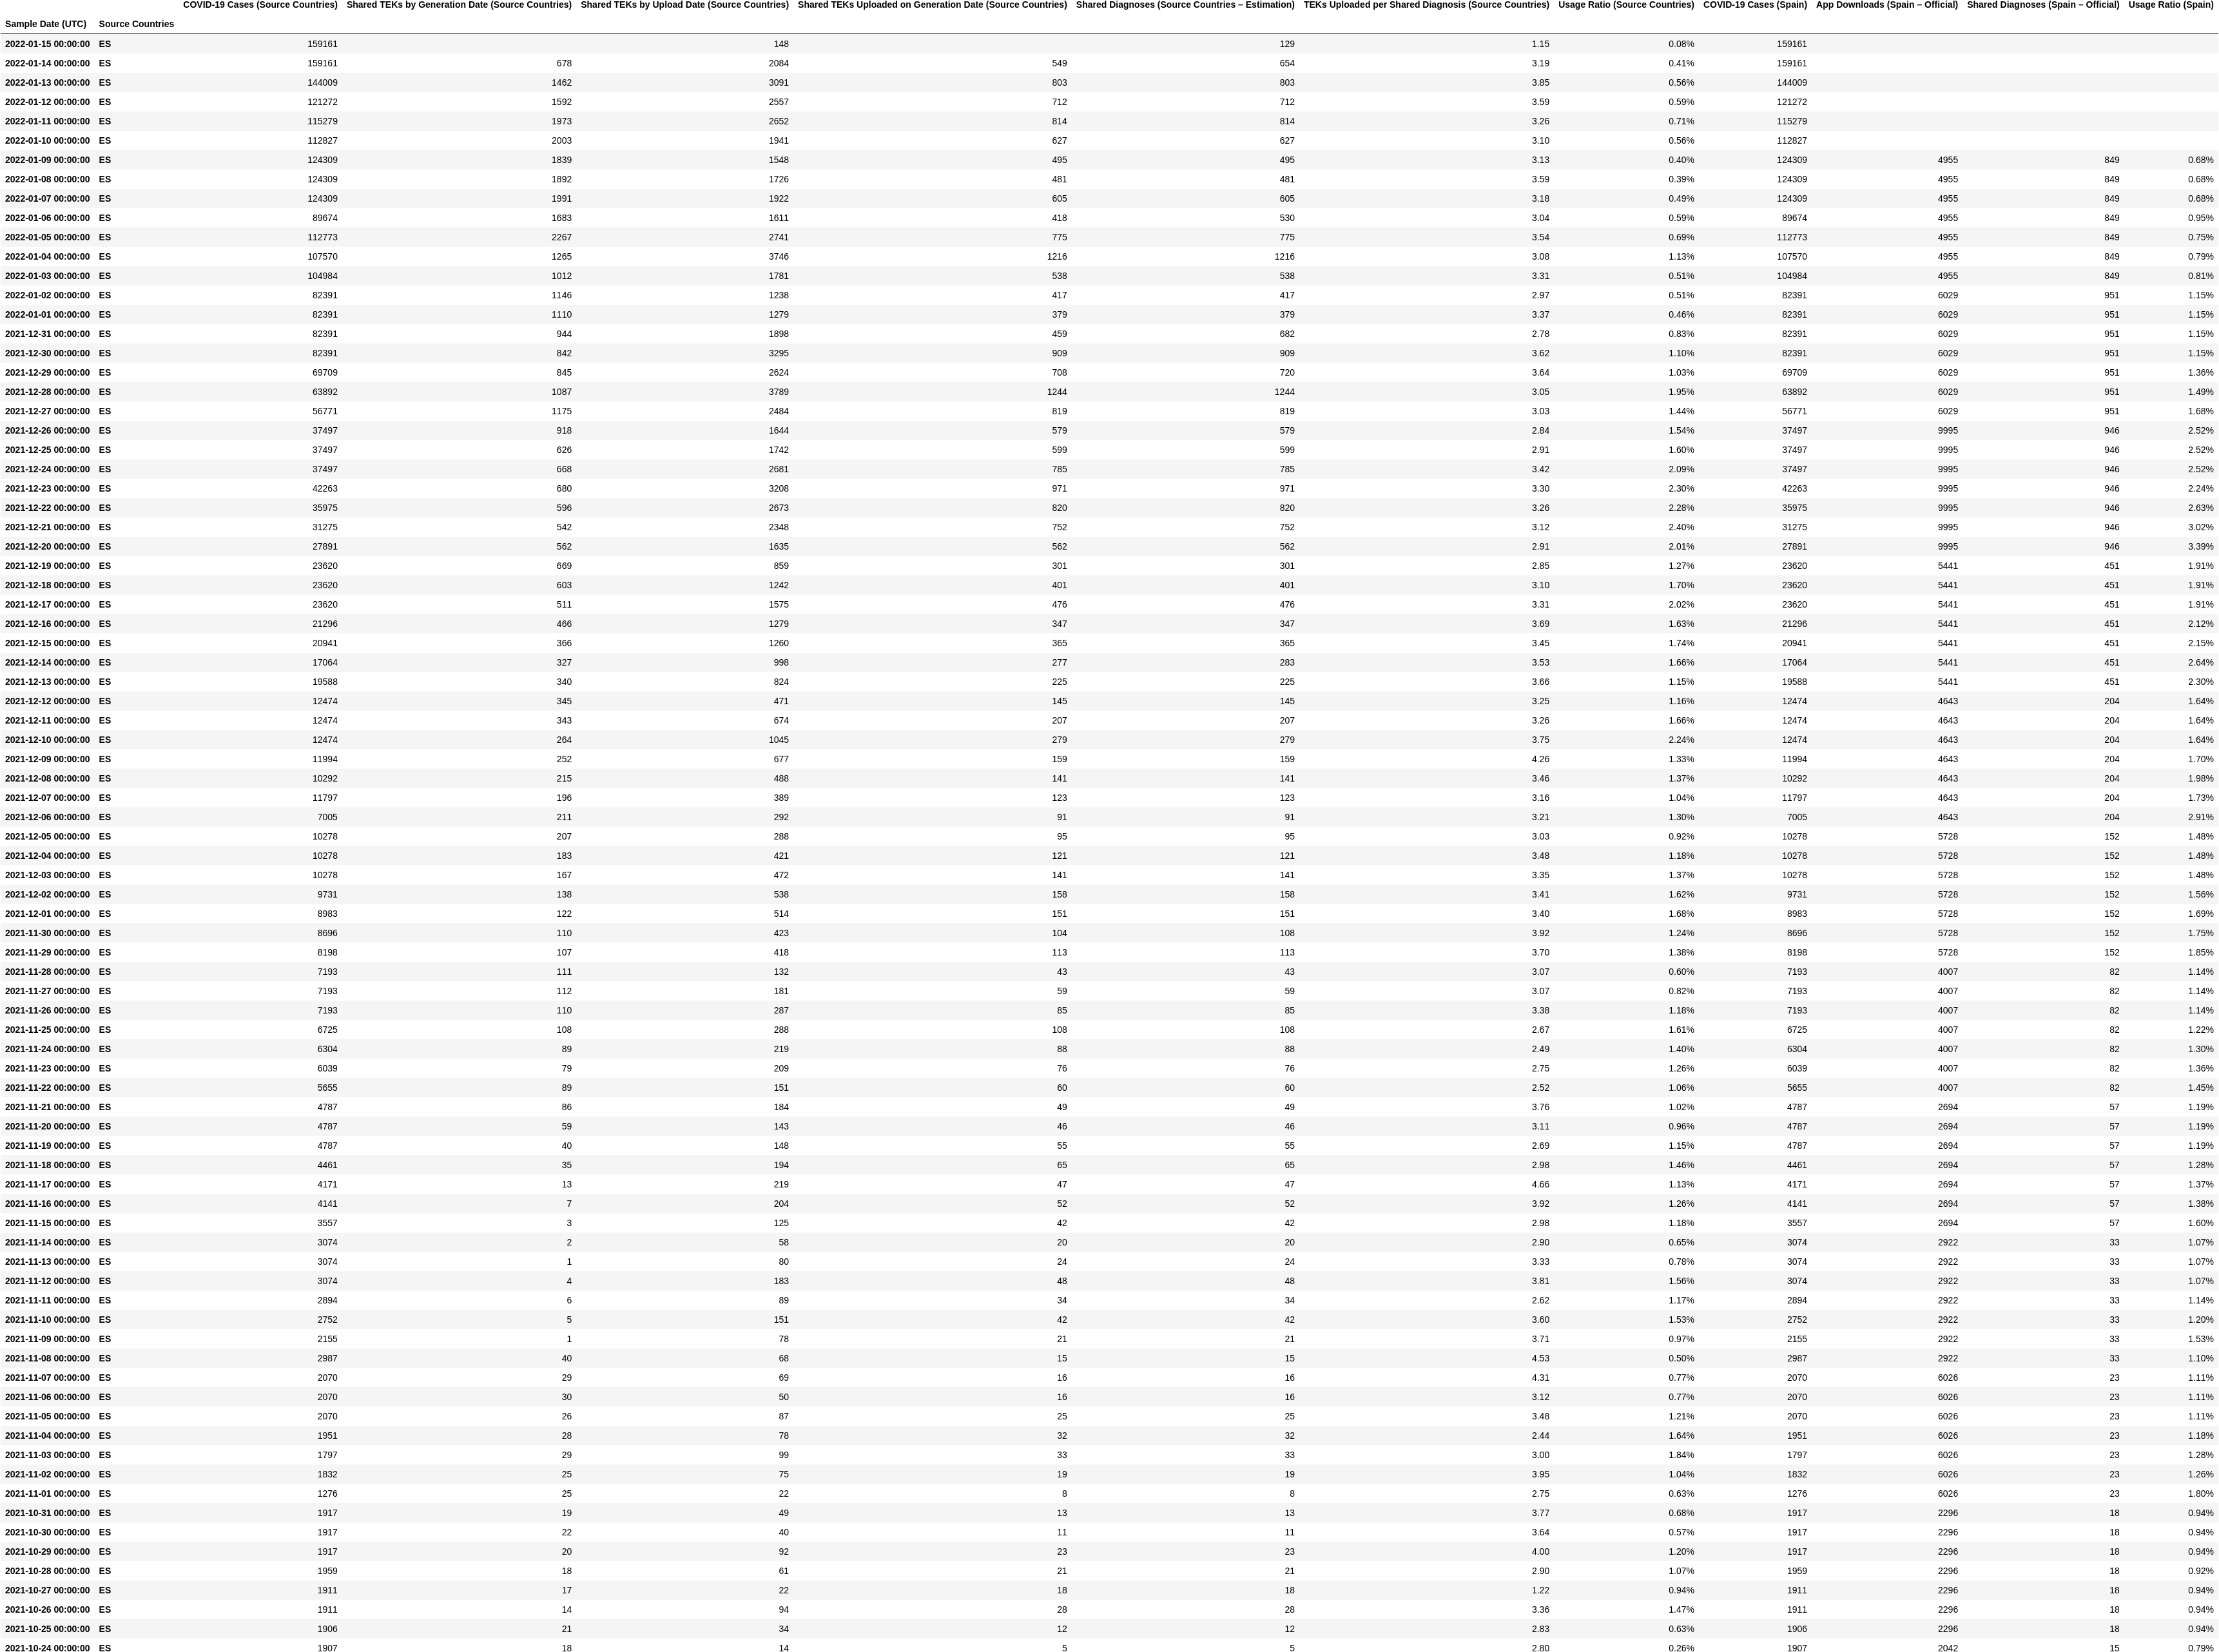 COVID-19 Cases (Source Countries) Shared TEKs by Generation Date (Source Countries) Shared TEKs by Upload Date (Source Countries) Shared TEKs Uploaded on Generation Date (Source Countries) Shared Diagnoses (Source Countries – Estimation) TEKs Uploaded per Shared Diagnosis (Source Countries) Usage Ratio (Source Countries) COVID-19 Cases (Spain) App Downloads (Spain – Official) Shared Diagnoses (Spain – Official) Usage Ratio (Spain)
Sample Date (UTC) Source Countries
2022-01-15 00:00:00 ES 159161 148 129 1.15 0.08% 159161
2022-01-14 00:00:00 ES 159161 678 2084 549 654 3.19 0.41% 159161
2022-01-13 00:00:00 ES 144009 1462 3091 803 803 3.85 0.56% 144009
2022-01-12 00:00:00 ES 121272 1592 2557 712 712 3.59 0.59% 121272
2022-01-11 00:00:00 ES 115279 1973 2652 814 814 3.26 0.71% 115279
2022-01-10 00:00:00 ES 112827 2003 1941 627 627 3.10 0.56% 112827
2022-01-09 00:00:00 ES 124309 1839 1548 495 495 3.13 0.40% 124309 4955 849 0.68%
2022-01-08 00:00:00 ES 124309 1892 1726 481 481 3.59 0.39% 124309 4955 849 0.68%
2022-01-07 00:00:00 ES 124309 1991 1922 605 605 3.18 0.49% 124309 4955 849 0.68%
2022-01-06 00:00:00 ES 89674 1683 1611 418 530 3.04 0.59% 89674 4955 849 0.95%
2022-01-05 00:00:00 ES 112773 2267 2741 775 775 3.54 0.69% 112773 4955 849 0.75%
2022-01-04 00:00:00 ES 107570 1265 3746 1216 1216 3.08 1.13% 107570 4955 849 0.79%
2022-01-03 00:00:00 ES 104984 1012 1781 538 538 3.31 0.51% 104984 4955 849 0.81%
2022-01-02 00:00:00 ES 82391 1146 1238 417 417 2.97 0.51% 82391 6029 951 1.15%
2022-01-01 00:00:00 ES 82391 1110 1279 379 379 3.37 0.46% 82391 6029 951 1.15%
2021-12-31 00:00:00 ES 82391 944 1898 459 682 2.78 0.83% 82391 6029 951 1.15%
2021-12-30 00:00:00 ES 82391 842 3295 909 909 3.62 1.10% 82391 6029 951 1.15%
2021-12-29 00:00:00 ES 69709 845 2624 708 720 3.64 1.03% 69709 6029 951 1.36%
2021-12-28 00:00:00 ES 63892 1087 3789 1244 1244 3.05 1.95% 63892 6029 951 1.49%
2021-12-27 00:00:00 ES 56771 1175 2484 819 819 3.03 1.44% 56771 6029 951 1.68%
2021-12-26 00:00:00 ES 37497 918 1644 579 579 2.84 1.54% 37497 9995 946 2.52%
2021-12-25 00:00:00 ES 37497 626 1742 599 599 2.91 1.60% 37497 9995 946 2.52%
2021-12-24 00:00:00 ES 37497 668 2681 785 785 3.42 2.09% 37497 9995 946 2.52%
2021-12-23 00:00:00 ES 42263 680 3208 971 971 3.30 2.30% 42263 9995 946 2.24%
2021-12-22 00:00:00 ES 35975 596 2673 820 820 3.26 2.28% 35975 9995 946 2.63%
2021-12-21 00:00:00 ES 31275 542 2348 752 752 3.12 2.40% 31275 9995 946 3.02%
2021-12-20 00:00:00 ES 27891 562 1635 562 562 2.91 2.01% 27891 9995 946 3.39%
2021-12-19 00:00:00 ES 23620 669 859 301 301 2.85 1.27% 23620 5441 451 1.91%
2021-12-18 00:00:00 ES 23620 603 1242 401 401 3.10 1.70% 23620 5441 451 1.91%
2021-12-17 00:00:00 ES 23620 511 1575 476 476 3.31 2.02% 23620 5441 451 1.91%
2021-12-16 00:00:00 ES 21296 466 1279 347 347 3.69 1.63% 21296 5441 451 2.12%
2021-12-15 00:00:00 ES 20941 366 1260 365 365 3.45 1.74% 20941 5441 451 2.15%
2021-12-14 00:00:00 ES 17064 327 998 277 283 3.53 1.66% 17064 5441 451 2.64%
2021-12-13 00:00:00 ES 19588 340 824 225 225 3.66 1.15% 19588 5441 451 2.30%
2021-12-12 00:00:00 ES 12474 345 471 145 145 3.25 1.16% 12474 4643 204 1.64%
2021-12-11 00:00:00 ES 12474 343 674 207 207 3.26 1.66% 12474 4643 204 1.64%
2021-12-10 00:00:00 ES 12474 264 1045 279 279 3.75 2.24% 12474 4643 204 1.64%
2021-12-09 00:00:00 ES 11994 252 677 159 159 4.26 1.33% 11994 4643 204 1.70%
2021-12-08 00:00:00 ES 10292 215 488 141 141 3.46 1.37% 10292 4643 204 1.98%
2021-12-07 00:00:00 ES 11797 196 389 123 123 3.16 1.04% 11797 4643 204 1.73%
2021-12-06 00:00:00 ES 7005 211 292 91 91 3.21 1.30% 7005 4643 204 2.91%
2021-12-05 00:00:00 ES 10278 207 288 95 95 3.03 0.92% 10278 5728 152 1.48%
2021-12-04 00:00:00 ES 10278 183 421 121 121 3.48 1.18% 10278 5728 152 1.48%
2021-12-03 00:00:00 ES 10278 167 472 141 141 3.35 1.37% 10278 5728 152 1.48%
2021-12-02 00:00:00 ES 9731 138 538 158 158 3.41 1.62% 9731 5728 152 1.56%
2021-12-01 00:00:00 ES 8983 122 514 151 151 3.40 1.68% 8983 5728 152 1.69%
2021-11-30 00:00:00 ES 8696 110 423 104 108 3.92 1.24% 8696 5728 152 1.75%
2021-11-29 00:00:00 ES 8198 107 418 113 113 3.70 1.38% 8198 5728 152 1.85%
2021-11-28 00:00:00 ES 7193 111 132 43 43 3.07 0.60% 7193 4007 82 1.14%
2021-11-27 00:00:00 ES 7193 112 181 59 59 3.07 0.82% 7193 4007 82 1.14%
2021-11-26 00:00:00 ES 7193 110 287 85 85 3.38 1.18% 7193 4007 82 1.14%
2021-11-25 00:00:00 ES 6725 108 288 108 108 2.67 1.61% 6725 4007 82 1.22%
2021-11-24 00:00:00 ES 6304 89 219 88 88 2.49 1.40% 6304 4007 82 1.30%
2021-11-23 00:00:00 ES 6039 79 209 76 76 2.75 1.26% 6039 4007 82 1.36%
2021-11-22 00:00:00 ES 5655 89 151 60 60 2.52 1.06% 5655 4007 82 1.45%
2021-11-21 00:00:00 ES 4787 86 184 49 49 3.76 1.02% 4787 2694 57 1.19%
2021-11-20 00:00:00 ES 4787 59 143 46 46 3.11 0.96% 4787 2694 57 1.19%
2021-11-19 00:00:00 ES 4787 40 148 55 55 2.69 1.15% 4787 2694 57 1.19%
2021-11-18 00:00:00 ES 4461 35 194 65 65 2.98 1.46% 4461 2694 57 1.28%
2021-11-17 00:00:00 ES 4171 13 219 47 47 4.66 1.13% 4171 2694 57 1.37%
2021-11-16 00:00:00 ES 4141 7 204 52 52 3.92 1.26% 4141 2694 57 1.38%
2021-11-15 00:00:00 ES 3557 3 125 42 42 2.98 1.18% 3557 2694 57 1.60%
2021-11-14 00:00:00 ES 3074 2 58 20 20 2.90 0.65% 3074 2922 33 1.07%
2021-11-13 00:00:00 ES 3074 1 80 24 24 3.33 0.78% 3074 2922 33 1.07%
2021-11-12 00:00:00 ES 3074 4 183 48 48 3.81 1.56% 3074 2922 33 1.07%
2021-11-11 00:00:00 ES 2894 6 89 34 34 2.62 1.17% 2894 2922 33 1.14%
2021-11-10 00:00:00 ES 2752 5 151 42 42 3.60 1.53% 2752 2922 33 1.20%
2021-11-09 00:00:00 ES 2155 1 78 21 21 3.71 0.97% 2155 2922 33 1.53%
2021-11-08 00:00:00 ES 2987 40 68 15 15 4.53 0.50% 2987 2922 33 1.10%
2021-11-07 00:00:00 ES 2070 29 69 16 16 4.31 0.77% 2070 6026 23 1.11%
2021-11-06 00:00:00 ES 2070 30 50 16 16 3.12 0.77% 2070 6026 23 1.11%
2021-11-05 00:00:00 ES 2070 26 87 25 25 3.48 1.21% 2070 6026 23 1.11%
2021-11-04 00:00:00 ES 1951 28 78 32 32 2.44 1.64% 1951 6026 23 1.18%
2021-11-03 00:00:00 ES 1797 29 99 33 33 3.00 1.84% 1797 6026 23 1.28%
2021-11-02 00:00:00 ES 1832 25 75 19 19 3.95 1.04% 1832 6026 23 1.26%
2021-11-01 00:00:00 ES 1276 25 22 8 8 2.75 0.63% 1276 6026 23 1.80%
2021-10-31 00:00:00 ES 1917 19 49 13 13 3.77 0.68% 1917 2296 18 0.94%
2021-10-30 00:00:00 ES 1917 22 40 11 11 3.64 0.57% 1917 2296 18 0.94%
2021-10-29 00:00:00 ES 1917 20 92 23 23 4.00 1.20% 1917 2296 18 0.94%
2021-10-28 00:00:00 ES 1959 18 61 21 21 2.90 1.07% 1959 2296 18 0.92%
2021-10-27 00:00:00 ES 1911 17 22 18 18 1.22 0.94% 1911 2296 18 0.94%
2021-10-26 00:00:00 ES 1911 14 94 28 28 3.36 1.47% 1911 2296 18 0.94%
2021-10-25 00:00:00 ES 1906 21 34 12 12 2.83 0.63% 1906 2296 18 0.94%
2021-10-24 00:00:00 ES 1907 18 14 5 5 2.80 0.26% 1907 2042 15 0.79%